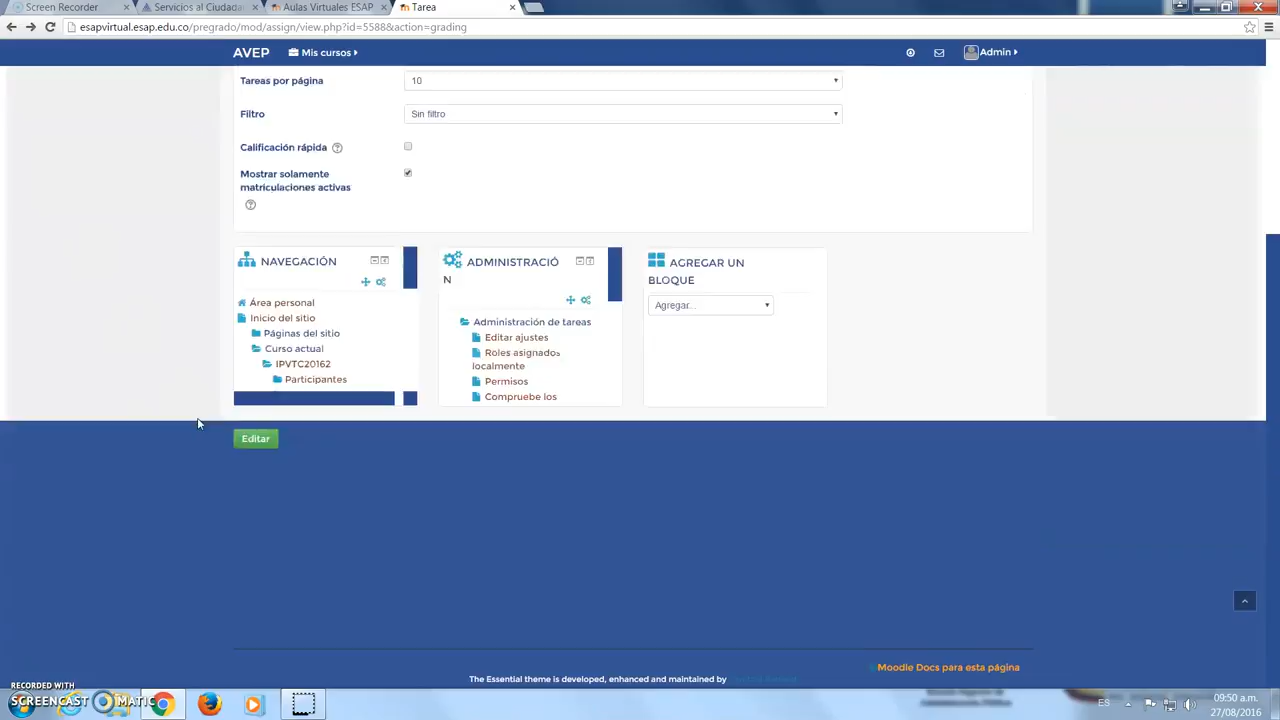 Screen Recorder
Servicios al Ciudadan
Aulas Virtuales ESAP
Tarea
esapvirtual.esap.edu.co/pregrado/mod/assign/view.php?id=5588&action=grading
AVEP
Mis cursos
Admin
Tareas por página
10
Filtro
Sin filtro
Calificación rápida
Mostrar solamente
matriculaciones activas
NAVEGACIÓN
Área personal
Inicio del sitio
Páginas del sitio
Curso actual
IPVTC20162
Participantes
ADMINISTRACIÓ
N
Administración de tareas
Editar ajustes
Roles asignados
localmente
Permisos
Compruebe los
AGREGAR UN
BLOQUE
Agregar...
Editar
Moodle Docs para esta página
The Essential theme is developed, enhanced and maintained by
RECORDED WITH
SCREENCAST MATIC
ES
09:50 a.m.
27/08/2016